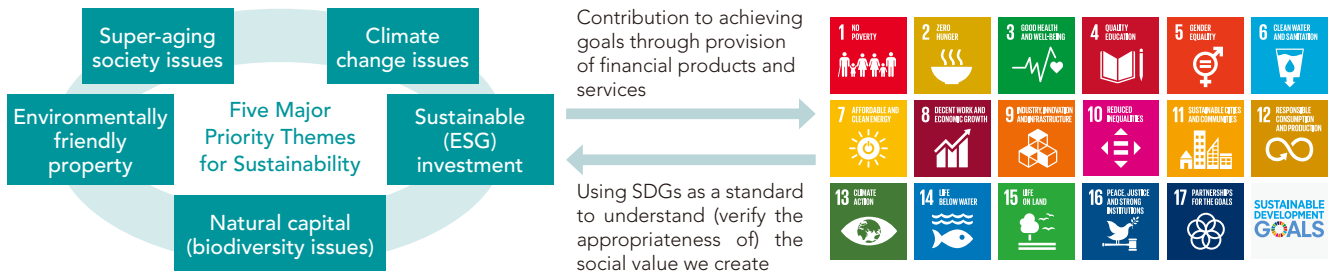 Super-aging
society issues
Climate
change issues
Environmentally
friendly
property
Five Major
Priority Themes
for Sustainability
Sustainable
(ESG)
investment
Natural capital
(biodiversity issues)
Contribution to achieving
goals through provision
of financial products and
services
Using SDGs as a standard
to understand (verify the
appropriateness of) the
social value we create
1 NO
POVERTY
2 ZERO
HUNGER
3 GOOD HEALTH
AND WELL-BEING
4 QUALITY
EDUCATION
5 GENDER
EQUALITY
6 CLEAN WATER
AND SANITATION
7 AFFORDABLE AND
CLEAN ENERGY
8 DECENT WORK AND
ECONOMIC GROWTH
9 INDUSTRY, INNOVATION
AND INFRASTRUCTURE
10 REDUCED
INEQUALITIES
11 SUSTAINABLE CITIES
AND COMMUNITIES
12 RESPONSIBLE
CONSUMPTION
AND PRODUCTION
13 CLIMATE
ACTION
14 LIFE
BELOW WATER
15 LIFE
ON LAND
16 PEACE, JUSTICE
AND STRONG
INSTITUTIONS
17 PARTNERSHIPS
FOR THE GOALS
SUSTAINABLE
DEVELOPMENT
GOALS